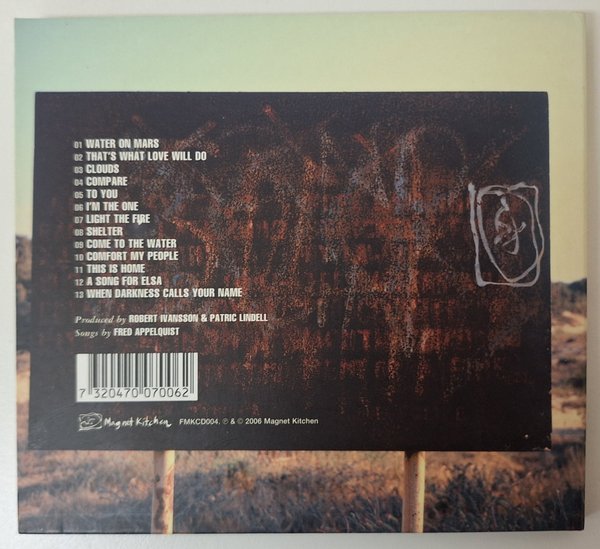 01 WATER ON MARS
02 THAT'S WHAT LOVE WILL DO
03 CLOUDS
04 COMPARE
05 TO YOU
06 I'M THE ONE
07 LIGHT THE FIRE
08 SHELTER
09 COME TO THE WATER
10 COMFORT MY PEOPLE
11 THIS IS HOME
12 A SONG FOR ELSA
13 WHEN DARKNESS CALLS YOUR NAME
Produced by ROBERT IVANSSON & PATRIC LINDELL
Songs by FRED APPELQUIST
7 320470 070062
Magnet Kitchen FMKCD004. ℗ & © 2006 Magnet Kitchen